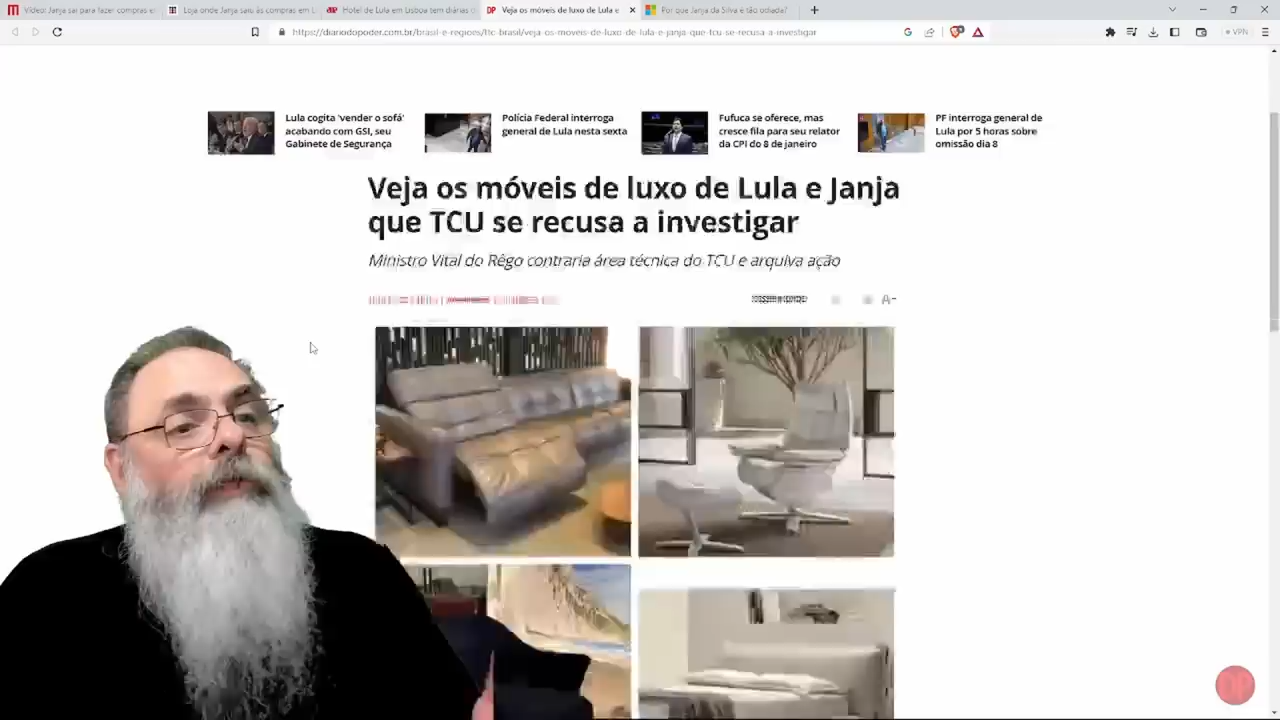 Vídeo: Janja sai para fazer compras e
Loja onde Janja saiu às compras em L
Hotel de Lula em Lisboa tem diárias d
Veja os móveis de luxo de Lula e
Por que Janja da Silva é tão odiada?
https://diariodopoder.com.br/brasil-e-regioes/ttc-brasil/veja-os-moveis-de-luxo-de-lula-e-janja-que-tcu-se-recusa-a-investigar
VPN
Lula cogita 'vender o sofá'
acabando com GSI, seu
Gabinete de Segurança
Polícia Federal interroga
general de Lula nesta sexta
Fufuca se oferece, mas
cresce fila para seu relator
da CPI do 8 de janeiro
PF interroga general de
Lula por 5 horas sobre
omissão dia 8
Veja os móveis de luxo de Lula e Janja
que TCU se recusa a investigar
Ministro Vital do Rêgo contraria área técnica do TCU e arquiva ação
A-